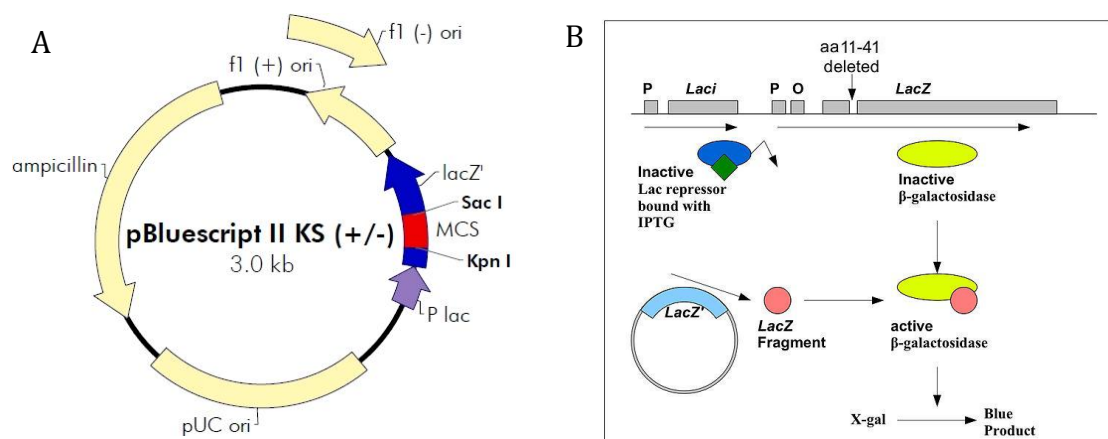 A
f1 (-) ori
f1 (+) ori
ampicillin
lacZ'
Sac I
MCS
pBluescript II KS (+/-)
3.0 kb
Kpn I
P lac
pUC ori
B
aa11-41
deleted
P
Laci
P
O
LacZ
Inactive
Lac repressor
bound with
IPTG
Inactive
β-galactosidase
LacZ'
LacZ
Fragment
active
β-galactosidase
X-gal
Blue
Product